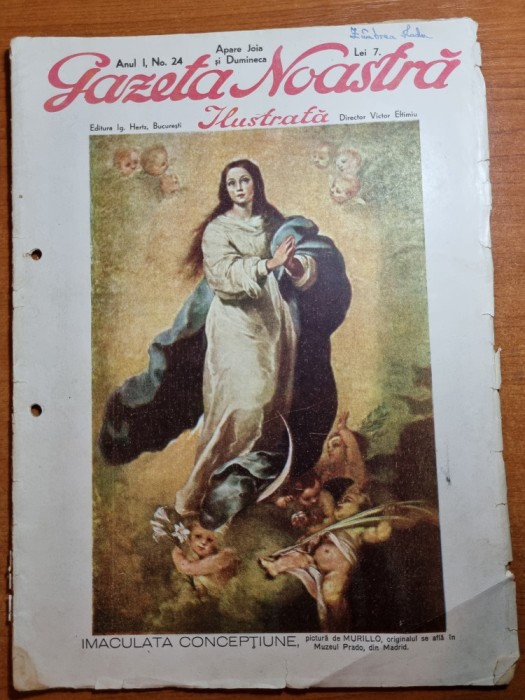 Anul I, No. 24
Apare Joia
și Dumineca
Lei 7.
Gazeta Noastră
Ilustrată
Editura Ig. Hertz, București
Director Victor Eftimiu
IMACULATA CONCEPȚIUNE, pictură de MURILLO, originalul se află în
Muzeul Prado, din Madrid.